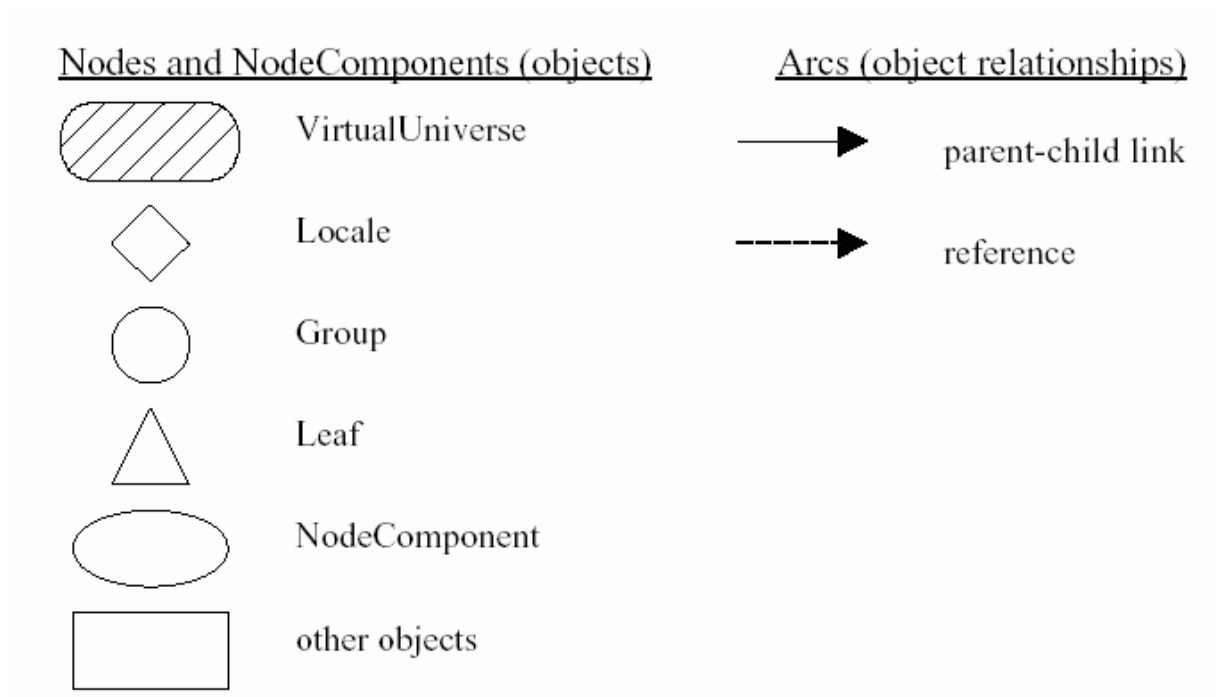 Nodes and NodeComponents (objects)
Arcs (object relationships)
VirtualUniverse
parent-child link
Locale
reference
Group
Leaf
NodeComponent
other objects